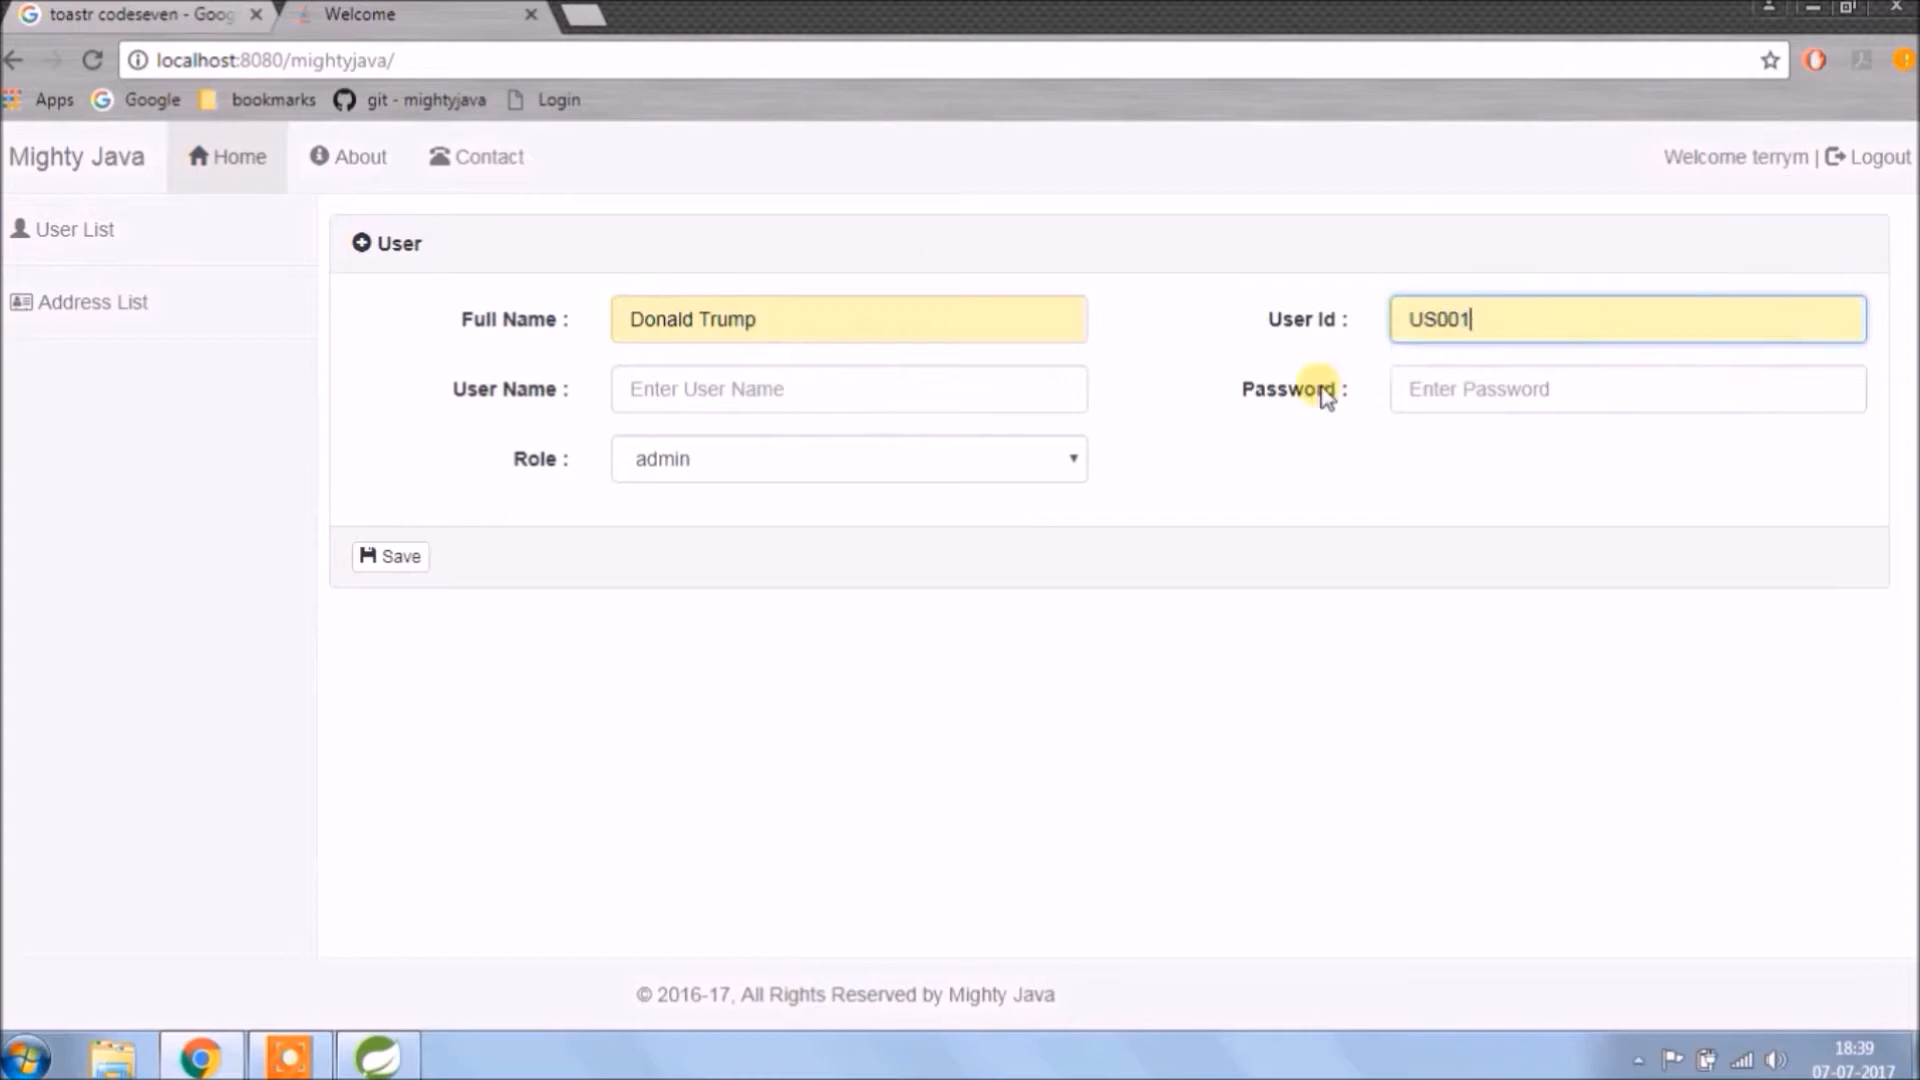 toastr codeseven - Goog
Welcome
localhost:8080/mightyjava/
Apps Google bookmarks git - mightyjava Login
Mighty Java Home About Contact Welcome terrym | Logout
User List
Address List
User
Full Name : Donald Trump User Id : US001
User Name : Enter User Name Password : Enter Password
Role : admin
Save
© 2016-17, All Rights Reserved by Mighty Java
18:39
07-07-2017